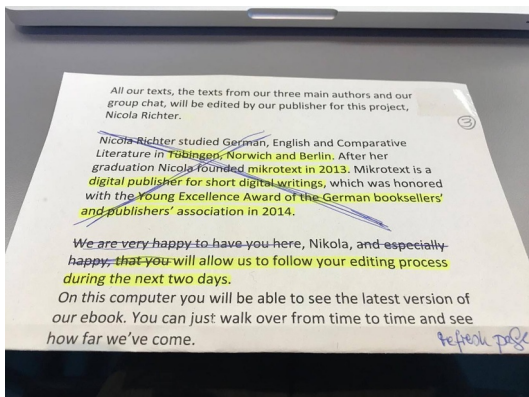 All our texts, the texts from our three main authors and our
group chat, will be edited by our publisher for this project,
Nicola Richter.
3
Nicola Richter studied German, English and Comparative
Literature in Tübingen, Norwich and Berlin. After her
graduation Nicola founded mikrotext in 2013. Mikrotext is a
digital publisher for short digital writings, which was honored
with the Young Excellence Award of the German booksellers'
and publishers' association in 2014.
We are very happy to have you here, Nikola, and especially
happy, that you will allow us to follow your editing process
during the next two days.
On this computer you will be able to see the latest version of
our ebook. You can just walk over from time to time and see
how far we've come.
refresh page